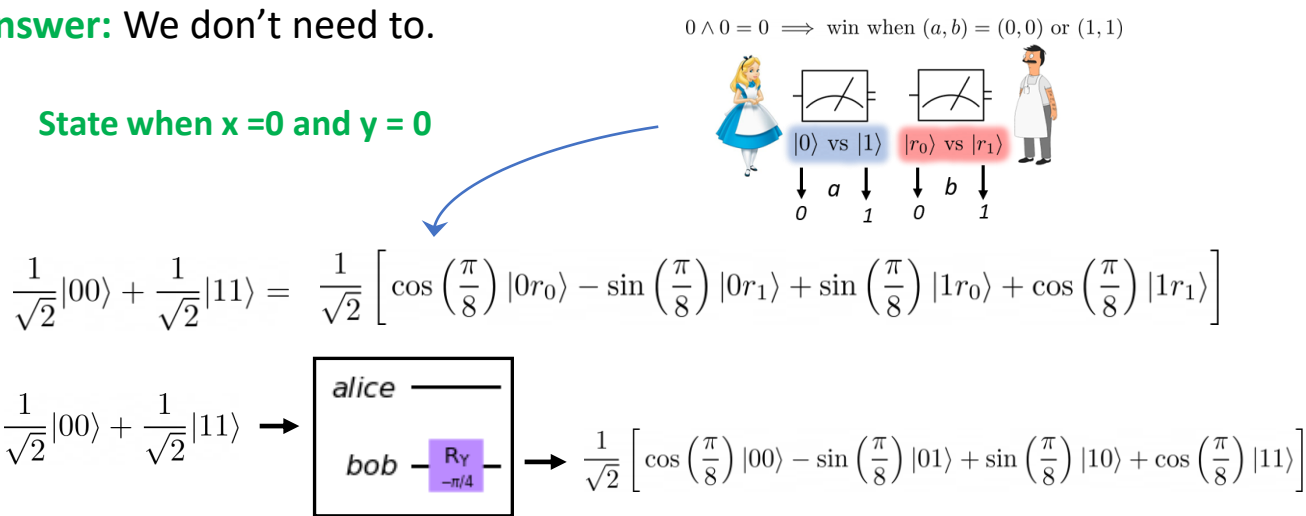 nswer: We don't need to.
0 ∧ 0 = 0 ⟹ win when (a, b) = (0, 0) or (1, 1)
State when x =0 and y = 0
|0⟩ vs |1⟩ |r₀⟩ vs |r₁⟩
a b
0 1 0 1
1/√2 |00⟩ + 1/√2 |11⟩ = 1/√2 [cos(π/8) |0r₀⟩ − sin(π/8) |0r₁⟩ + sin(π/8) |1r₀⟩ + cos(π/8) |1r₁⟩]
alice
1/√2 |00⟩ + 1/√2 |11⟩
bob R_Y
−π/4
1/√2 [cos(π/8) |00⟩ − sin(π/8) |01⟩ + sin(π/8) |10⟩ + cos(π/8) |11⟩]